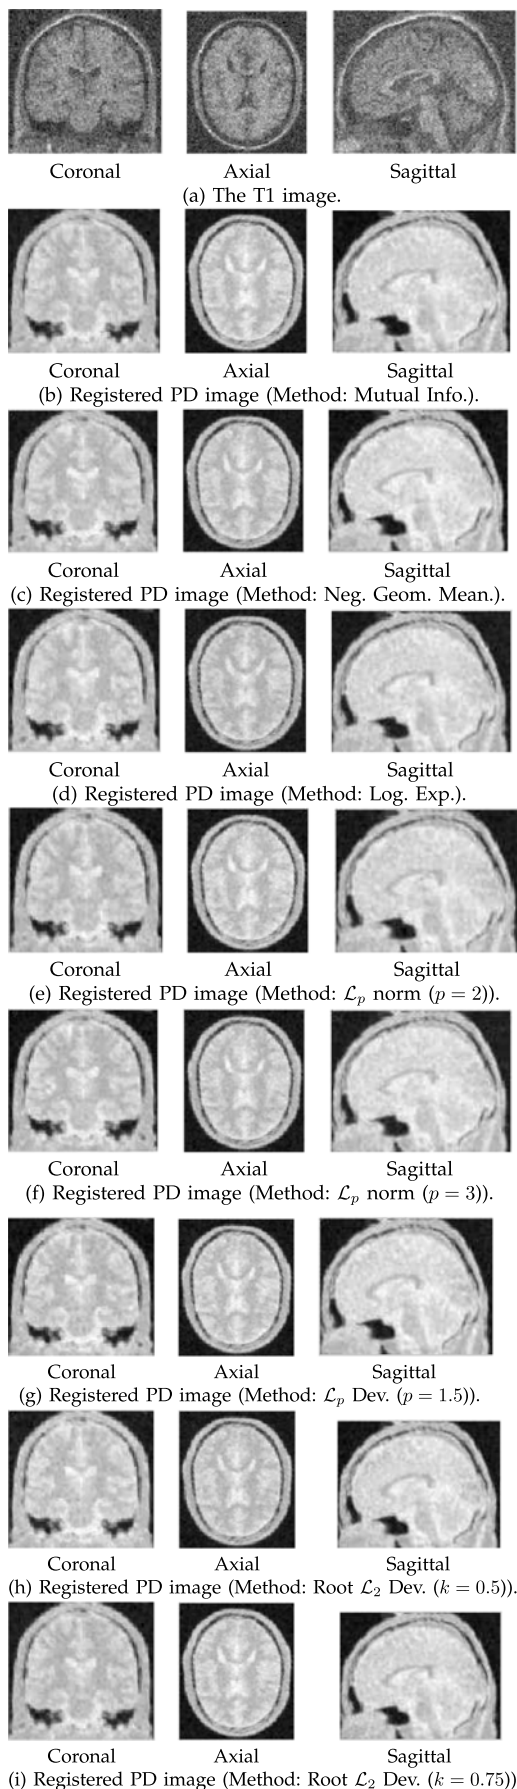 Coronal Axial Sagittal
(a) The T1 image.
Coronal Axial Sagittal
(b) Registered PD image (Method: Mutual Info.).
Coronal Axial Sagittal
(c) Registered PD image (Method: Neg. Geom. Mean.).
Coronal Axial Sagittal
(d) Registered PD image (Method: Log. Exp.).
Coronal Axial Sagittal
(e) Registered PD image (Method: ℒₚ norm (p = 2)).
Coronal Axial Sagittal
(f) Registered PD image (Method: ℒₚ norm (p = 3)).
Coronal Axial Sagittal
(g) Registered PD image (Method: ℒₚ Dev. (p = 1.5)).
Coronal Axial Sagittal
(h) Registered PD image (Method: Root ℒ₂ Dev. (k = 0.5)).
Coronal Axial Sagittal
(i) Registered PD image (Method: Root ℒ₂ Dev. (k = 0.75))